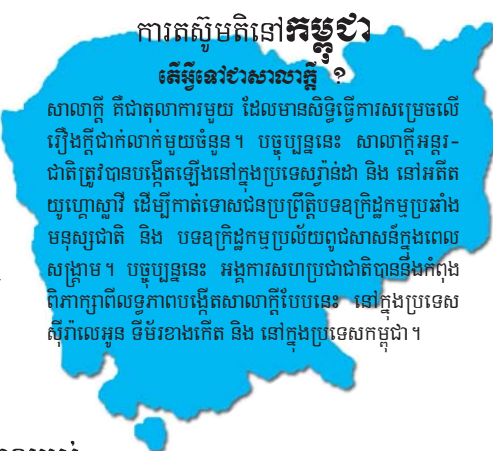 ការតស៊ូមតិនៅកម្ពុជា
តើអ្វីទៅជាសាលាក្តី ?
សាលាក្តី គឺជាតុលាការមួយ ដែលមានសិទ្ធិធ្វើការសម្រេចលើ
រឿងក្តីជាក់លាក់មួយចំនួន។ បច្ចុប្បន្ននេះ សាលាក្តីអន្តរ-
ជាតិត្រូវបានបង្កើតឡើងនៅក្នុងប្រទេសរ៉្វាន់ដា និង នៅអតីត
យូហ្គោស្លាវី ដើម្បីកាត់ទោសជនប្រព្រឹត្តិបទឧក្រិដ្ឋកម្មប្រឆាំង
មនុស្សជាតិ និង បទឧក្រិដ្ឋកម្មប្រល័យពូជសាសន៍ក្នុងពេល
សង្គ្រាម។ បច្ចុប្បន្ននេះ អង្គការសហប្រជាជាតិបាននឹងកំពុង
ពិភាក្សាពីលទ្ធភាពបង្កើតសាលាក្តីបែបនេះ នៅក្នុងប្រទេស
ស៊ីរ៉ាលេអូន ទីម័រខាងកើត និង នៅក្នុងប្រទេសកម្ពុជា។